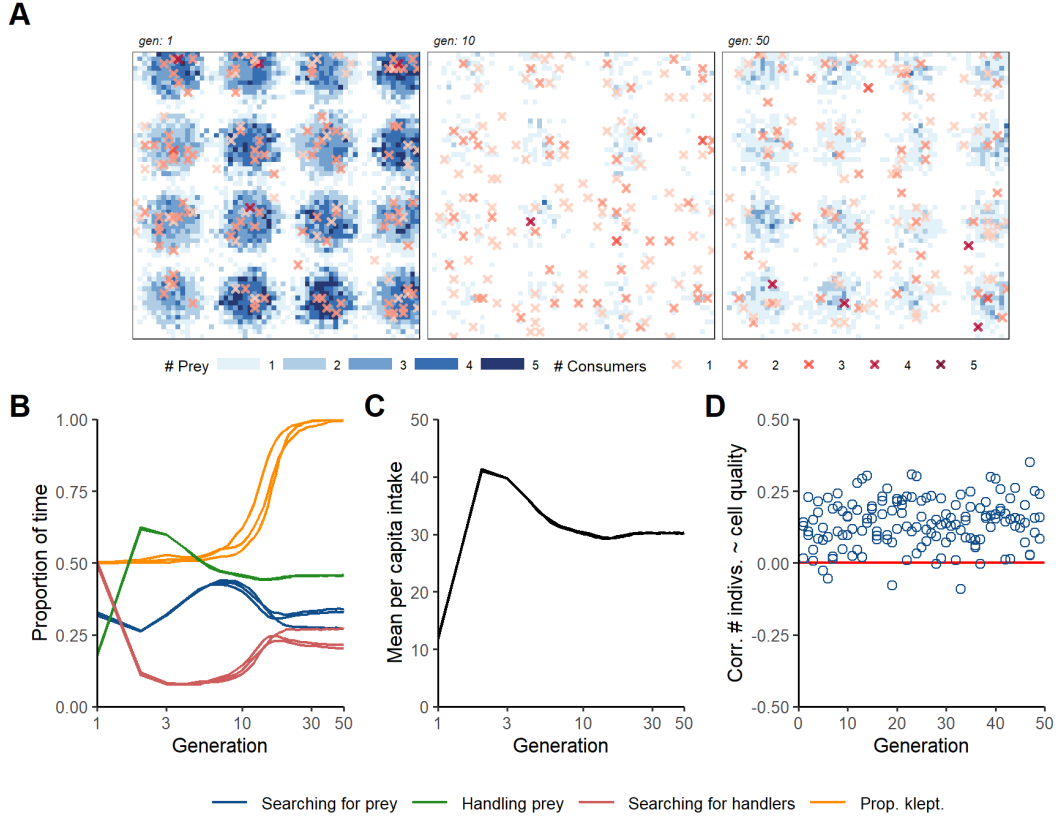 A
gen: 1 gen: 10 gen: 50
# Prey 1 2 3 4 5 # Consumers 1 2 3 4 5
B
Proportion of time
1.00
0.75
0.50
0.25
0.00
1 3 10 30 50
Generation
C
Mean per capita intake
50
40
30
20
10
0
1 3 10 30 50
Generation
D
Corr. # indivs. ~ cell quality
0.50
0.25
0.00
-0.25
-0.50
0 10 20 30 40 50
Generation
Searching for prey Handling prey Searching for handlers Prop. klept.